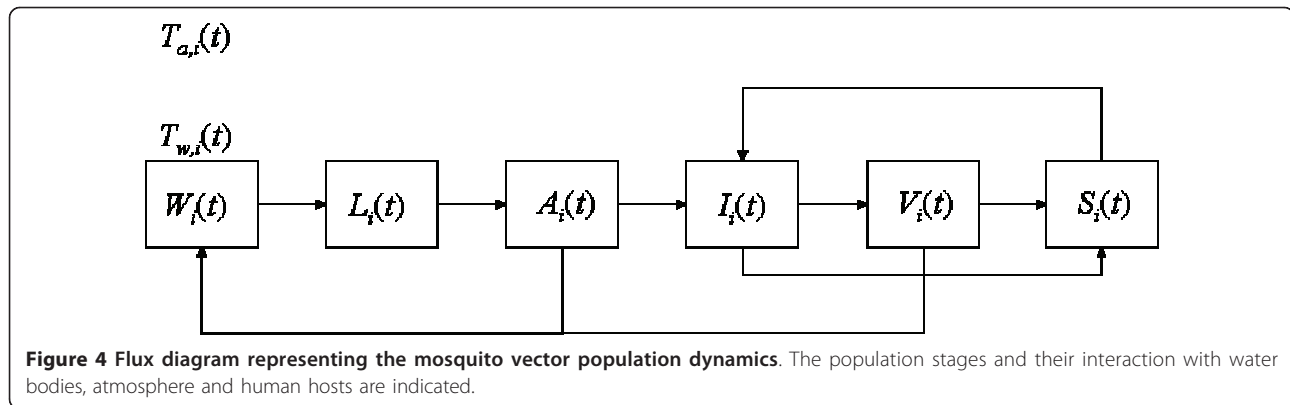 T_{a,i}(t)
T_{w,i}(t)
W_i(t) L_i(t) A_i(t) I_i(t) V_i(t) S_i(t)
Figure 4 Flux diagram representing the mosquito vector population dynamics. The population stages and their interaction with water
bodies, atmosphere and human hosts are indicated.